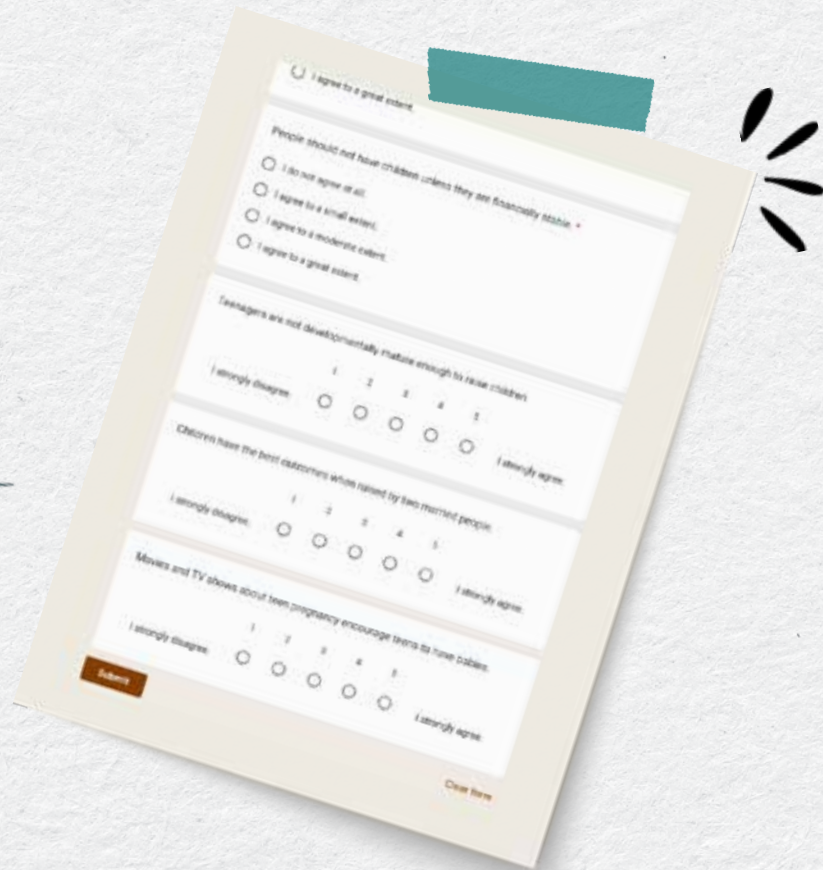 I agree to a great extent.
People should not have children unless they are financially stable. *
I do not agree at all.
I agree to a small extent.
I agree to a moderate extent.
I agree to a great extent.
Teenagers are not developmentally mature enough to raise children.
1 2 3 4 5
I strongly disagree.
I strongly agree.
Children have the best outcomes when raised by two married people.
1 2 3 4 5
I strongly disagree.
I strongly agree.
Movies and TV shows about teen pregnancy encourage teens to have babies.
1 2 3 4 5
I strongly disagree.
I strongly agree.
Submit
Clear form